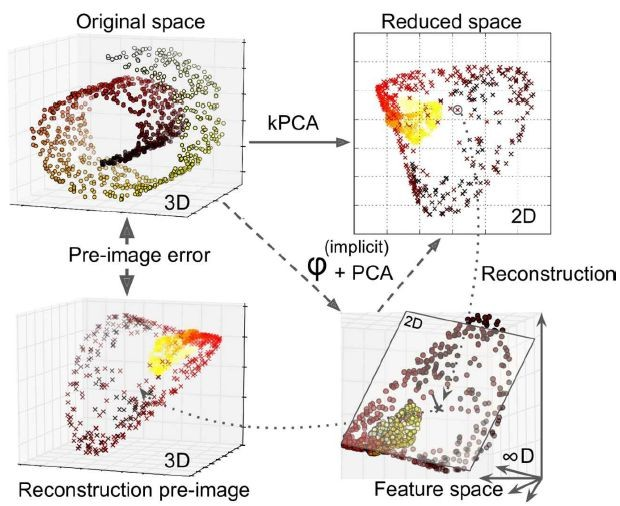 Original space
Reduced space
3D
kPCA
2D
Pre-image error
φ (implicit) + PCA
Reconstruction
2D
3D
∞D
Reconstruction pre-image
Feature space